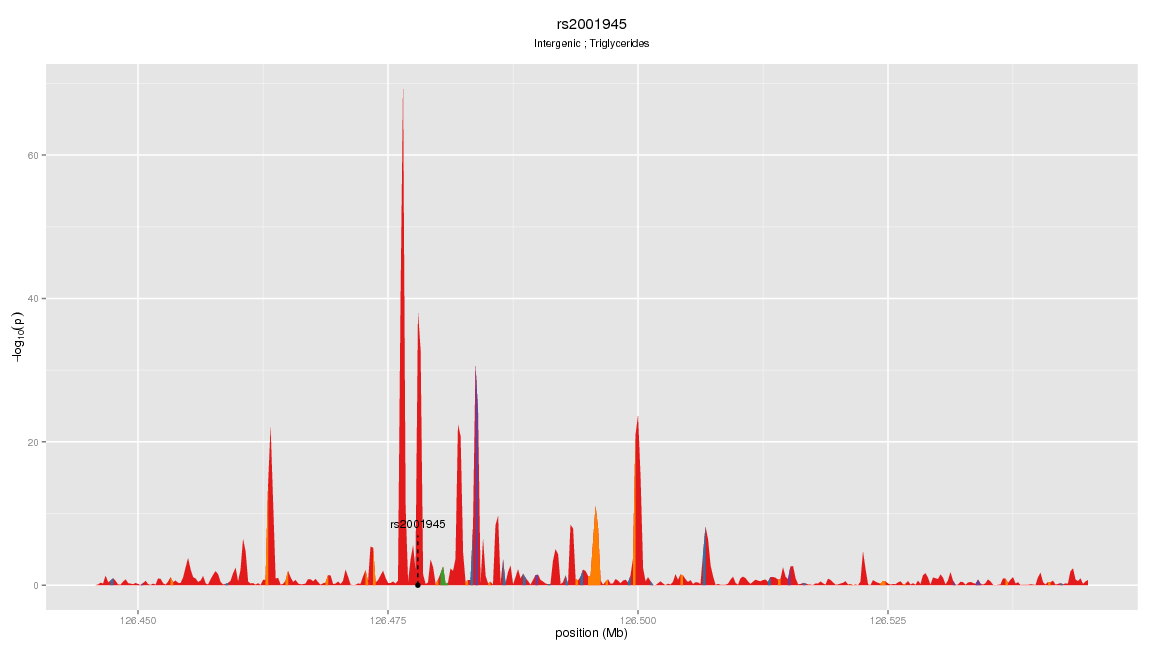 rs2001945
Intergenic ; Triglycerides
60
40
20
0
−log10(p)
rs2001945
126.450
126.475
126.500
126.525
position (Mb)